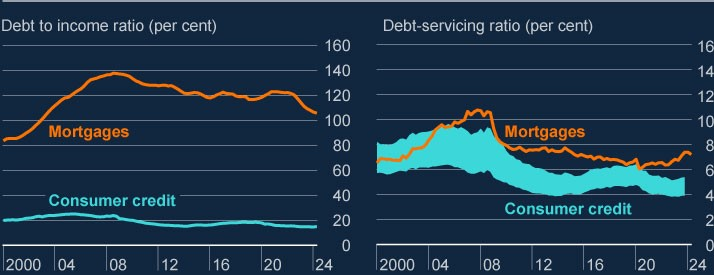 Debt to income ratio (per cent)
160
140
120
100
80
60
40
20
0
Mortgages
Consumer credit
2000 04 08 12 16 20 24
Debt-servicing ratio (per cent)
16
14
12
10
8
6
4
2
0
Mortgages
Consumer credit
2000 04 08 12 16 20 24